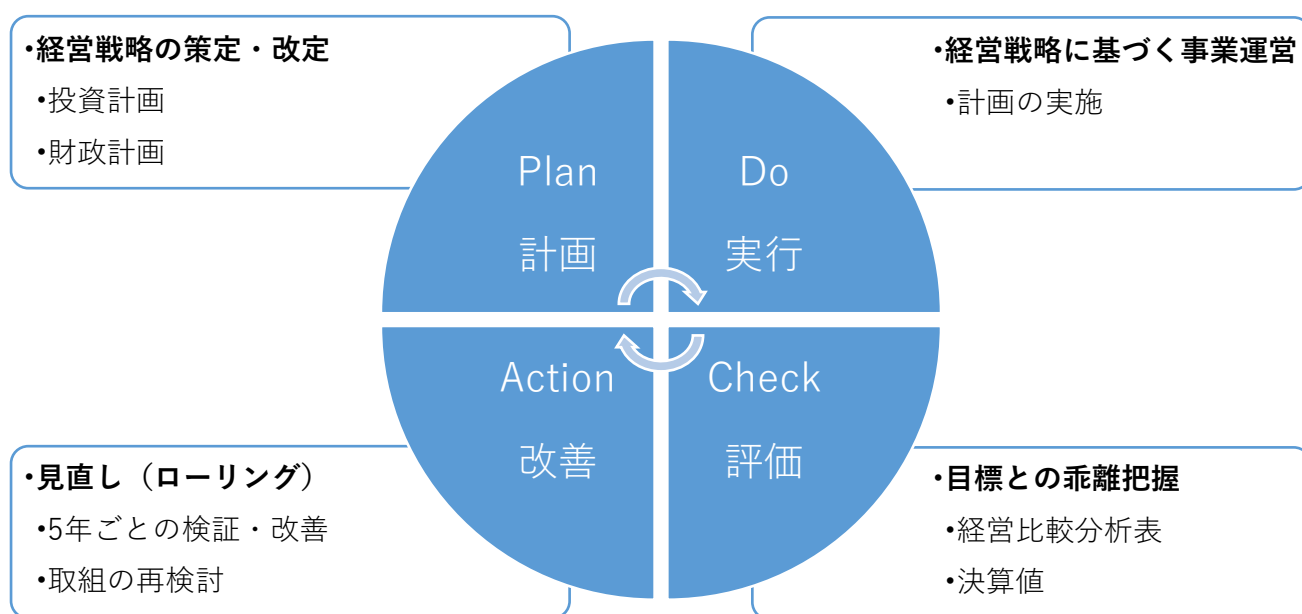 •経営戦略の策定・改定
•投資計画
•財政計画
•経営戦略に基づく事業運営
•計画の実施
Plan
計画
Do
実行
Action
改善
Check
評価
•見直し（ローリング）
•5年ごとの検証・改善
•取組の再検討
•目標との乖離把握
•経営比較分析表
•決算値